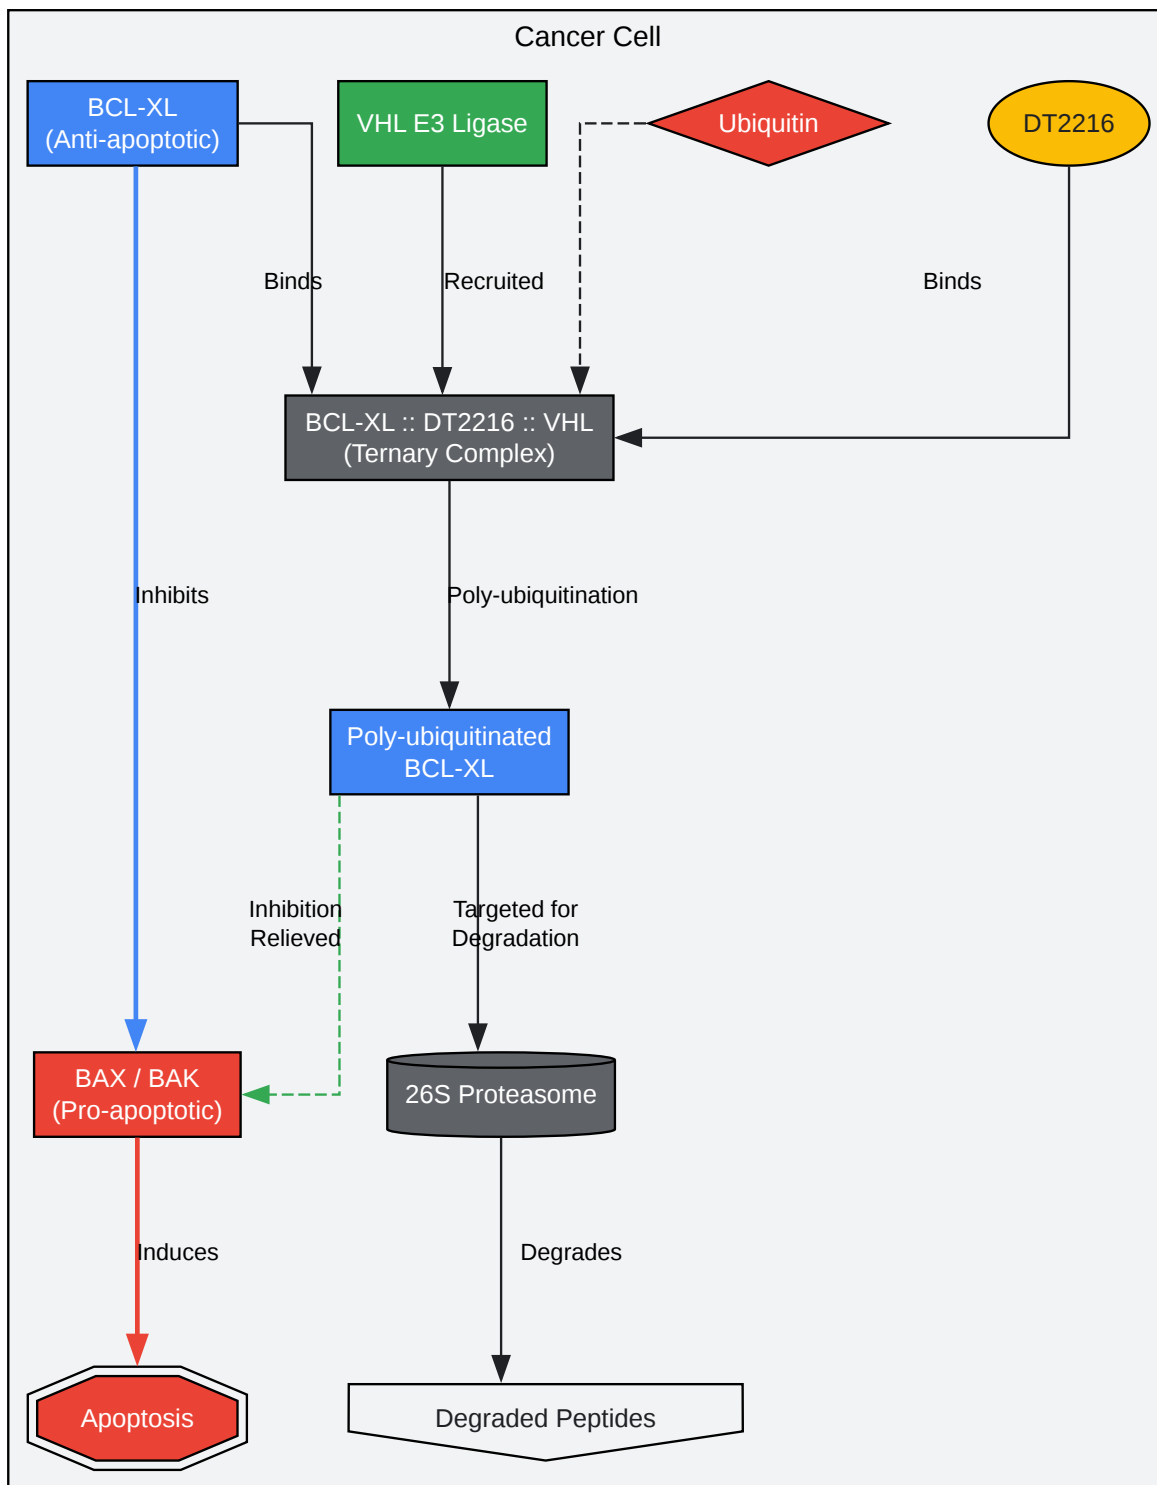 Cancer Cell
BCL-XL
(Anti-apoptotic)
VHL E3 Ligase
Ubiquitin
DT2216
Binds
Recruited
Binds
BCL-XL :: DT2216 :: VHL
(Ternary Complex)
Inhibits
Poly-ubiquitination
Poly-ubiquitinated
BCL-XL
Inhibition
Relieved
Targeted for
Degradation
BAX / BAK
(Pro-apoptotic)
26S Proteasome
Induces
Degrades
Apoptosis
Degraded Peptides